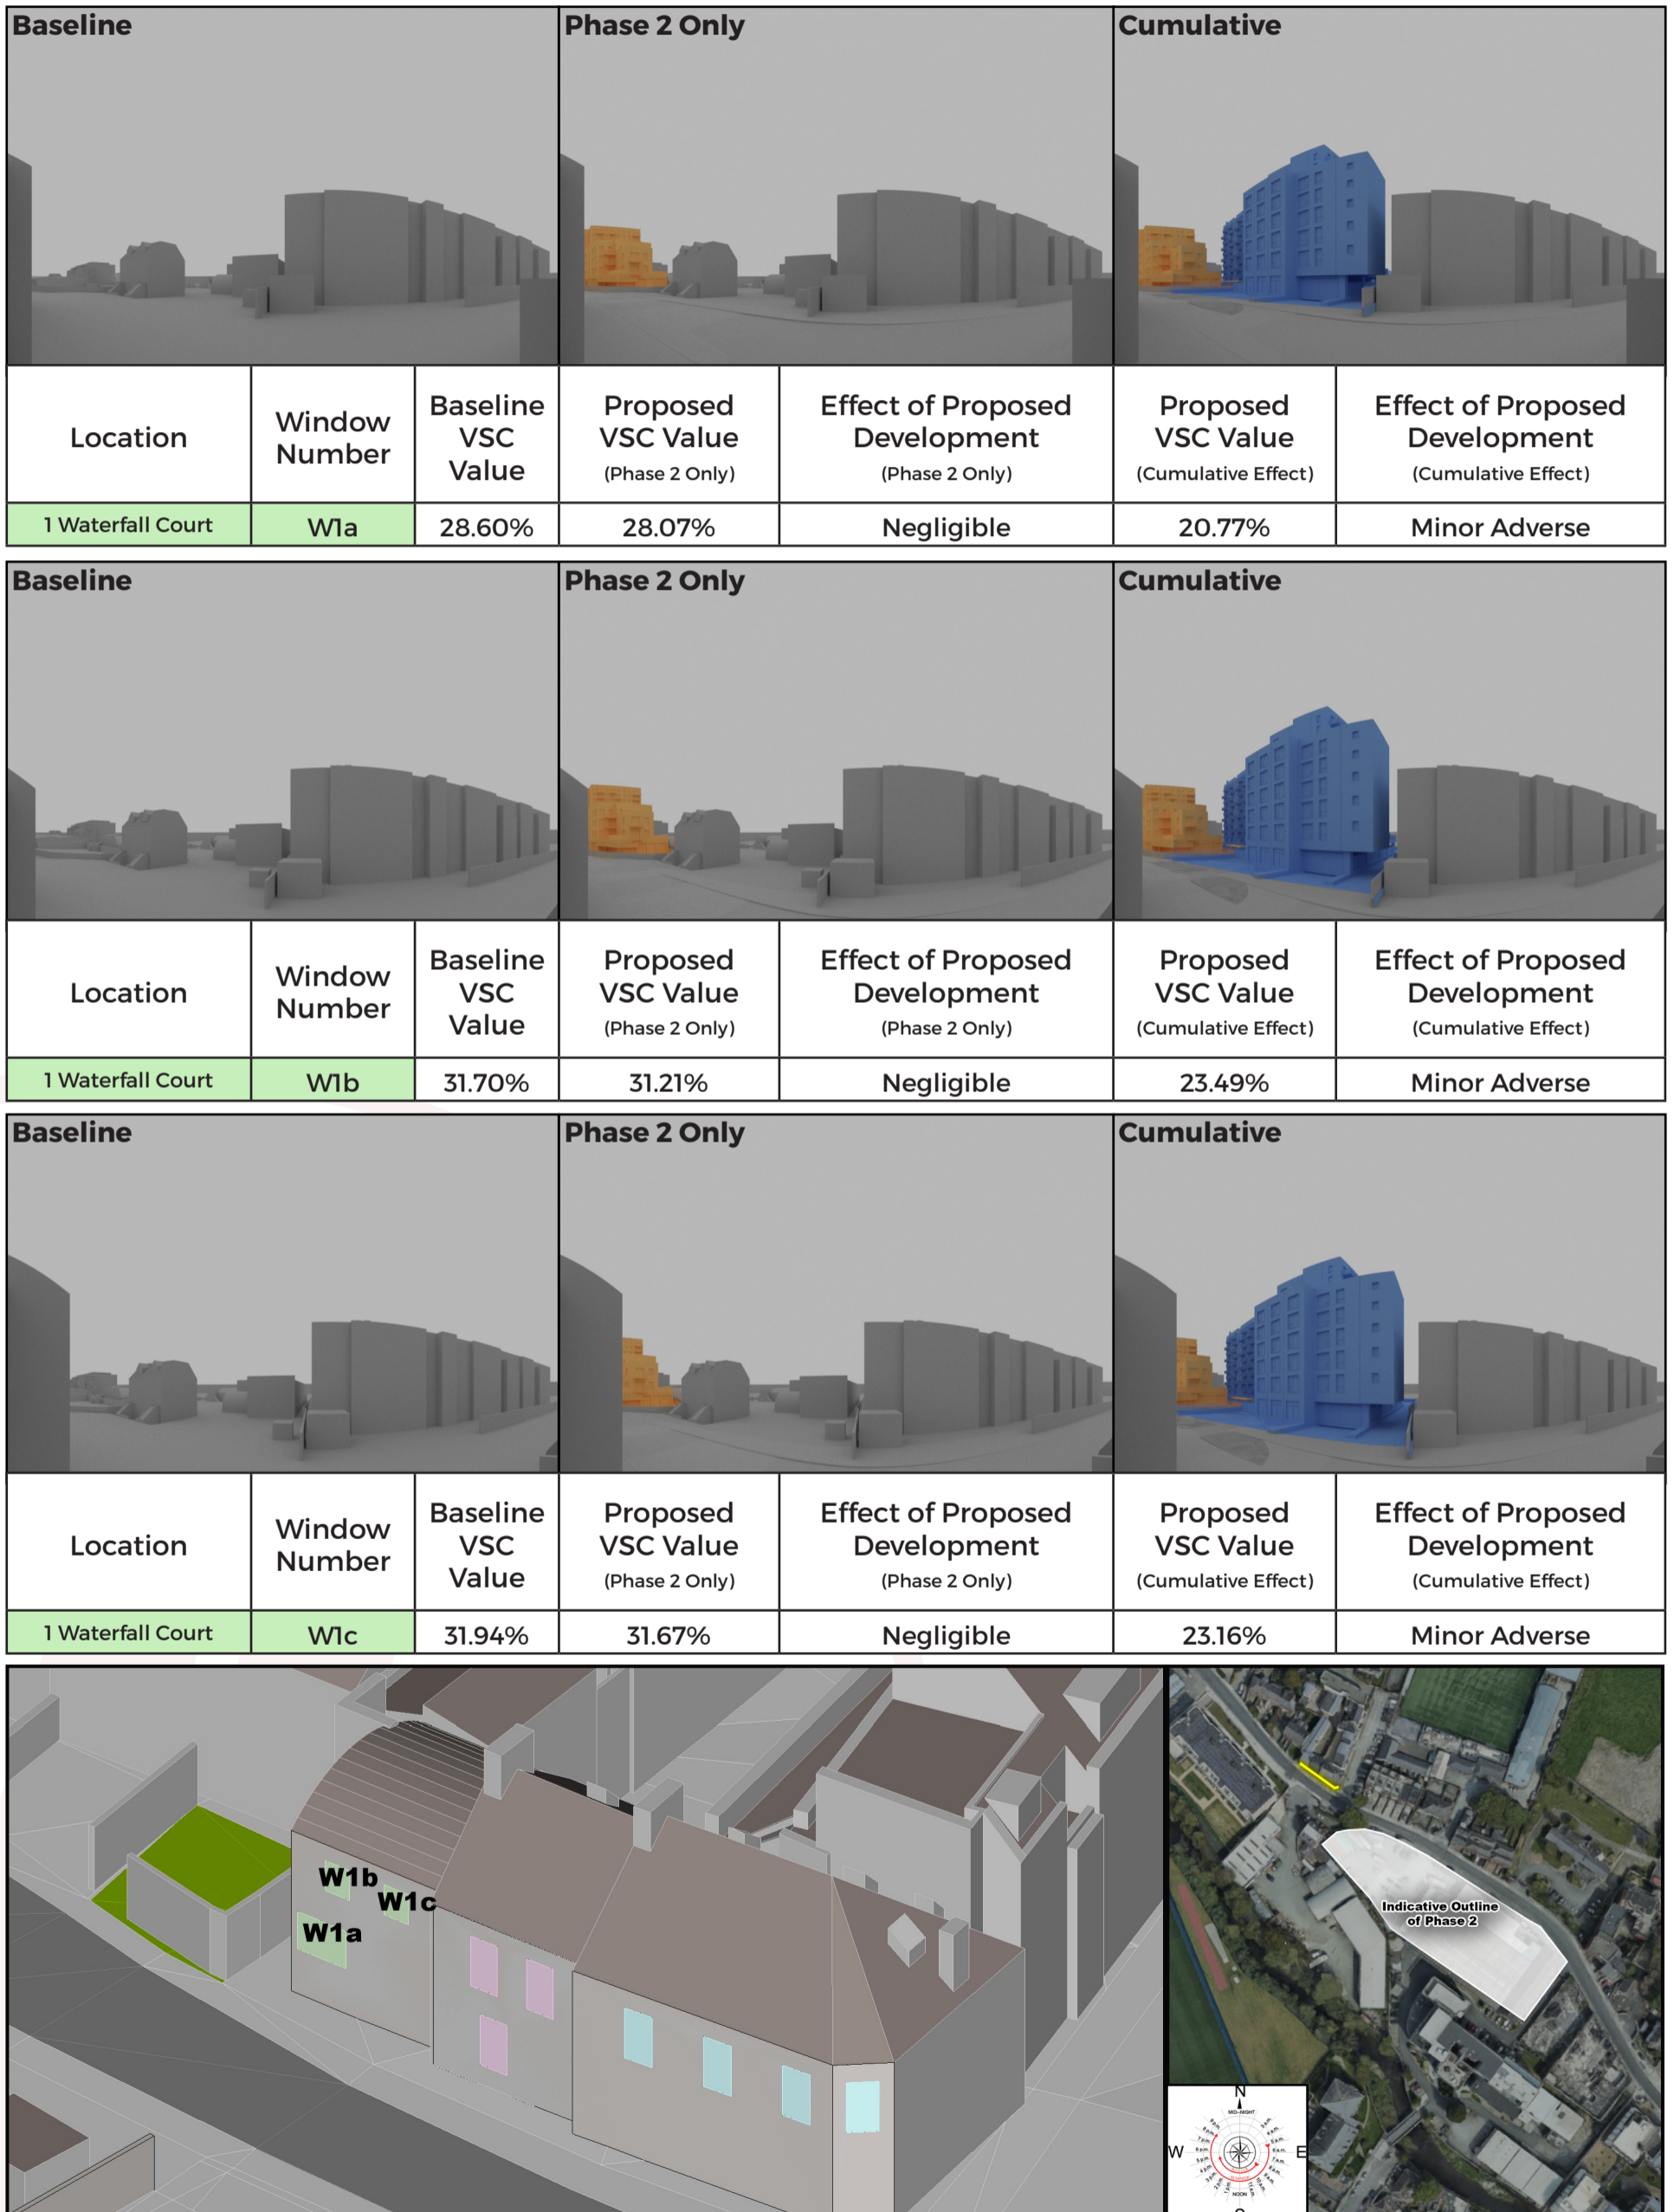 Baseline
Phase 2 Only
Cumulative
Location
Window
Number
Baseline
VSC
Value
Proposed
VSC Value
(Phase 2 Only)
Effect of Proposed
Development
(Phase 2 Only)
Proposed
VSC Value
(Cumulative Effect)
Effect of Proposed
Development
(Cumulative Effect)
1 Waterfall Court
W1a
28.60%
28.07%
Negligible
20.77%
Minor Adverse
Baseline
Phase 2 Only
Cumulative
Location
Window
Number
Baseline
VSC
Value
Proposed
VSC Value
(Phase 2 Only)
Effect of Proposed
Development
(Phase 2 Only)
Proposed
VSC Value
(Cumulative Effect)
Effect of Proposed
Development
(Cumulative Effect)
1 Waterfall Court
W1b
31.70%
31.21%
Negligible
23.49%
Minor Adverse
Baseline
Phase 2 Only
Cumulative
Location
Window
Number
Baseline
VSC
Value
Proposed
VSC Value
(Phase 2 Only)
Effect of Proposed
Development
(Phase 2 Only)
Proposed
VSC Value
(Cumulative Effect)
Effect of Proposed
Development
(Cumulative Effect)
1 Waterfall Court
W1c
31.94%
31.67%
Negligible
23.16%
Minor Adverse
W1b
W1c
W1a
Indicative Outline
of Phase 2
N
MID-NIGHT
W
E
NOON